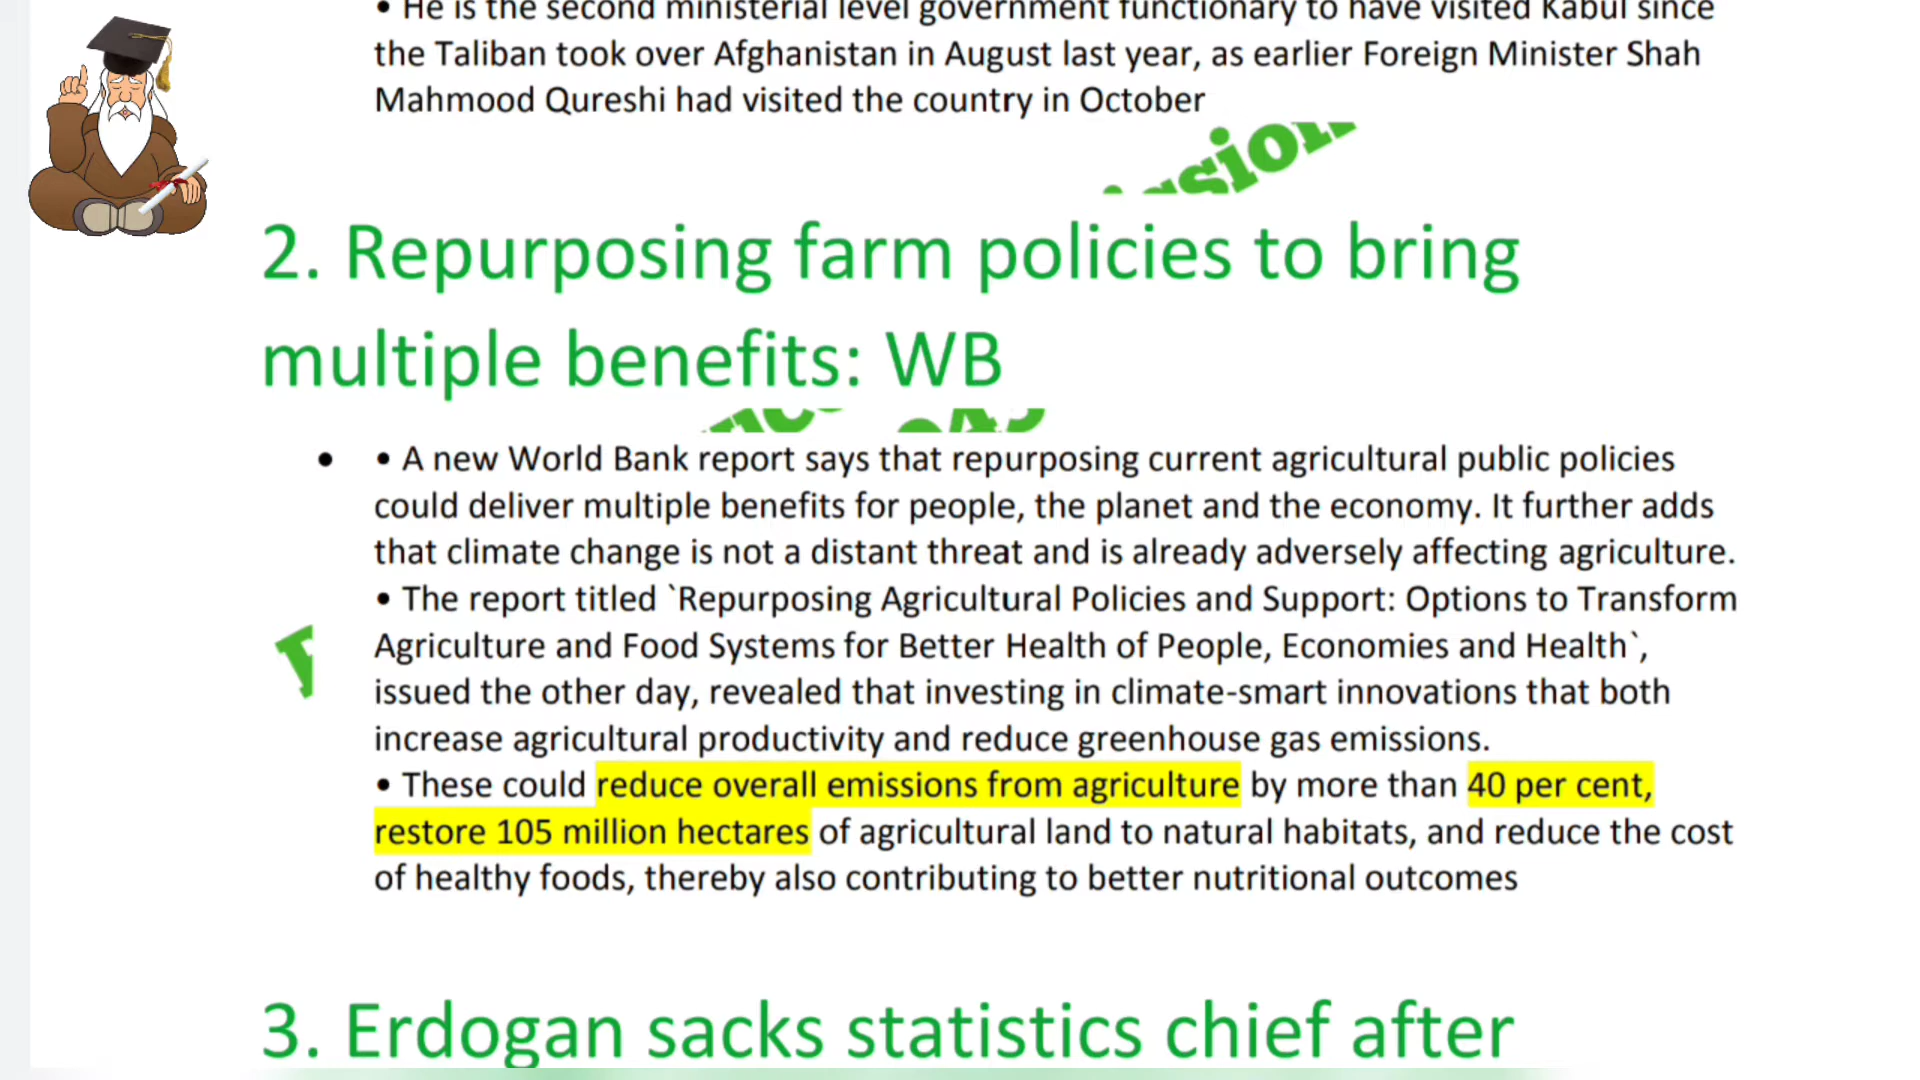 • He is the second ministerial level government functionary to have visited Kabul since
the Taliban took over Afghanistan in August last year, as earlier Foreign Minister Shah
Mahmood Qureshi had visited the country in October
2. Repurposing farm policies to bring
multiple benefits: WB
• • A new World Bank report says that repurposing current agricultural public policies
could deliver multiple benefits for people, the planet and the economy. It further adds
that climate change is not a distant threat and is already adversely affecting agriculture.
• The report titled `Repurposing Agricultural Policies and Support: Options to Transform
Agriculture and Food Systems for Better Health of People, Economies and Health`,
issued the other day, revealed that investing in climate-smart innovations that both
increase agricultural productivity and reduce greenhouse gas emissions.
• These could reduce overall emissions from agriculture by more than 40 per cent,
restore 105 million hectares of agricultural land to natural habitats, and reduce the cost
of healthy foods, thereby also contributing to better nutritional outcomes
3. Erdogan sacks statistics chief after